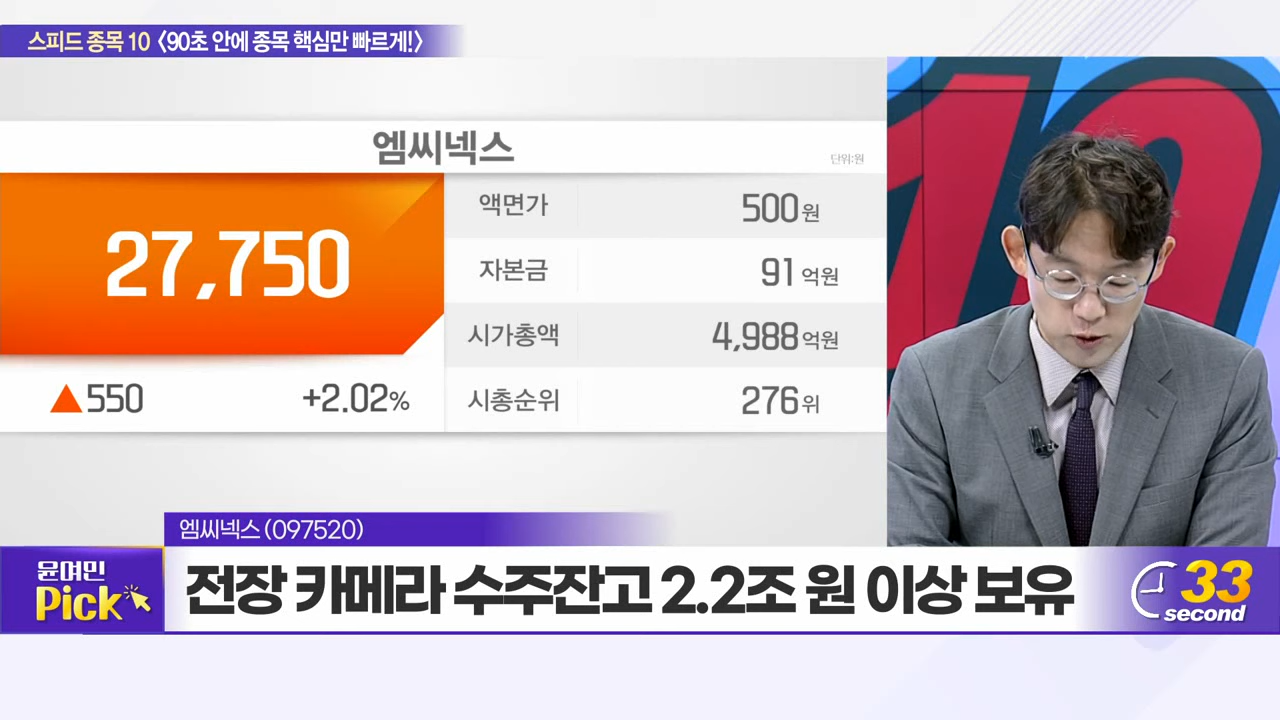 스피드 종목 10 <90초 안에 종목 핵심만 빠르게!>
엠씨넥스
단위:원
27,750
▲550 +2.02%
액면가 500원
자본금 91억원
시가총액 4,988억원
시총순위 276위
10
엠씨넥스 (097520)
윤여민
Pick
전장 카메라 수주잔고 2.2조 원 이상 보유
33
second